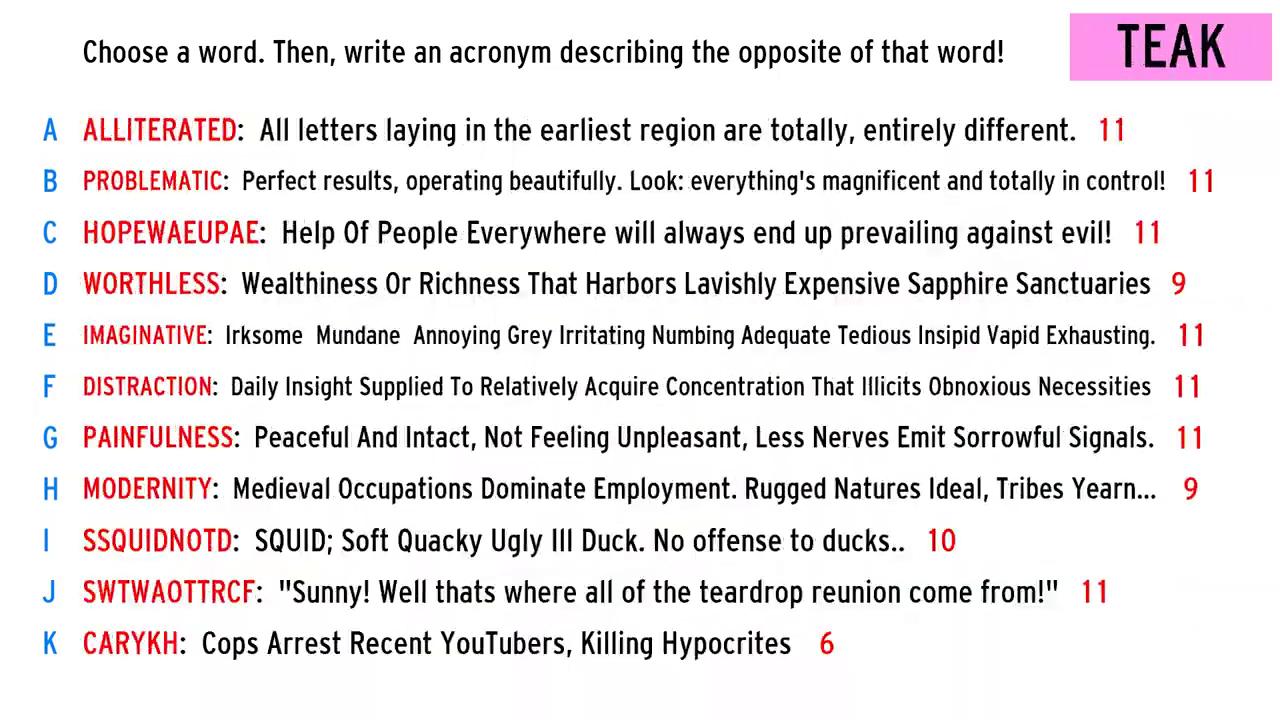 Choose a word. Then, write an acronym describing the opposite of that word!
TEAK
A ALLITERATED: All letters laying in the earliest region are totally, entirely different. 11
B PROBLEMATIC: Perfect results, operating beautifully. Look: everything's magnificent and totally in control! 11
C HOPEWAEUPAE: Help Of People Everywhere will always end up prevailing against evil! 11
D WORTHLESS: Wealthiness Or Richness That Harbors Lavishly Expensive Sapphire Sanctuaries 9
E IMAGINATIVE: Irksome Mundane Annoying Grey Irritating Numbing Adequate Tedious Insipid Vapid Exhausting. 11
F DISTRACTION: Daily Insight Supplied To Relatively Acquire Concentration That Illicits Obnoxious Necessities 11
G PAINFULNESS: Peaceful And Intact, Not Feeling Unpleasant, Less Nerves Emit Sorrowful Signals. 11
H MODERNITY: Medieval Occupations Dominate Employment. Rugged Natures Ideal, Tribes Yearn... 9
I SSQUIDNOTD: SQUID; Soft Quacky Ugly Ill Duck. No offense to ducks.. 10
J SWTWAOTTRCF: "Sunny! Well thats where all of the teardrop reunion come from!" 11
K CARYKH: Cops Arrest Recent YouTubers, Killing Hypocrites 6